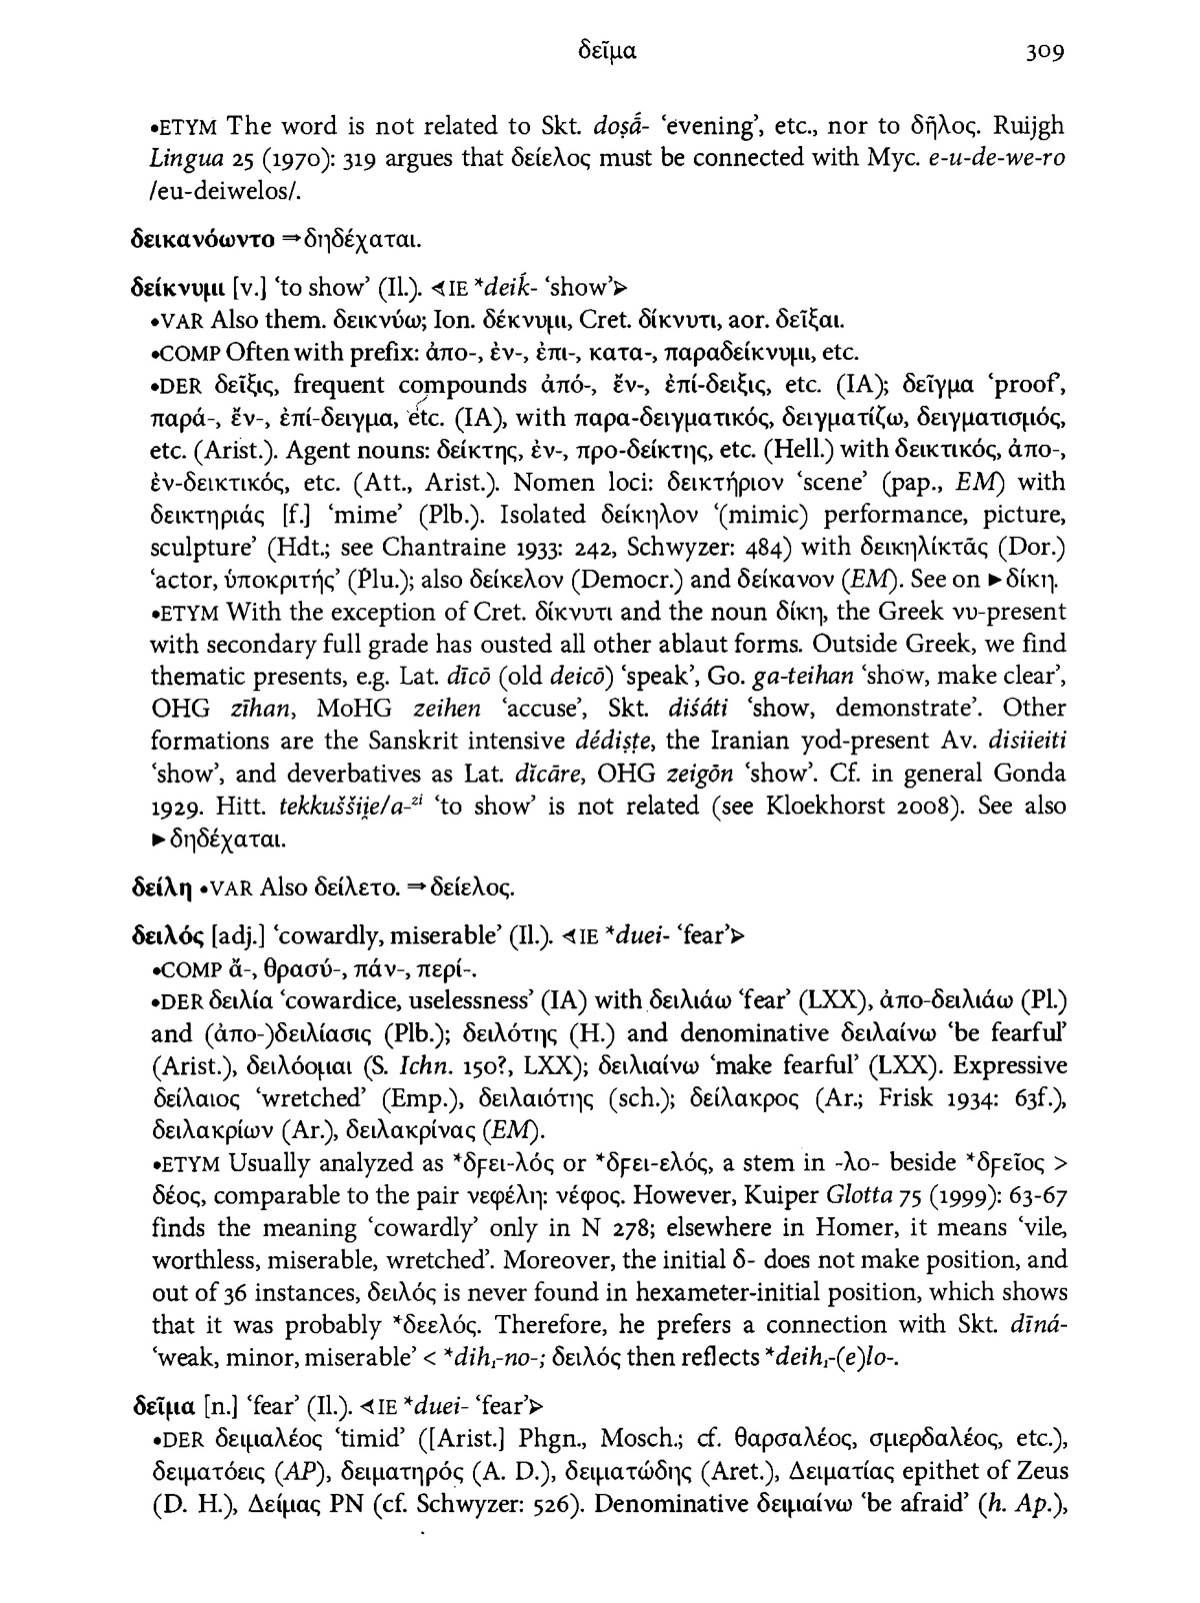 δεῖμα 309
•ETYM The word is not related to Skt. doṣā́- ‘evening’, etc., nor to δῆλος. Ruijgh
Lingua 25 (1970): 319 argues that δείελος must be connected with Myc. e-u-de-we-ro
/eu-deiwelos/.
δεικανόωντο ⇒δηδέχαται.
δείκνυμι [v.] ‘to show’ (Il.). ⋖IE *deiḱ- ‘show’⋗
•VAR Also them. δεικνύω; Ion. δέκνυμι, Cret. δίκνυτι, aor. δεῖξαι.
•COMP Often with prefix: ἀπο-, ἐν-, ἐπι-, κατα-, παραδείκνυμι, etc.
•DER δεῖξις, frequent compounds ἀπό-, ἔν-, ἐπί-δειξις, etc. (IA); δεῖγμα ‘proof’,
παρά-, ἔν-, ἐπί-δειγμα, etc. (IA), with παρα-δειγματικός, δειγματίζω, δειγματισμός,
etc. (Arist.). Agent nouns: δείκτης, ἐν-, προ-δείκτης, etc. (Hell.) with δεικτικός, ἀπο-,
ἐν-δεικτικός, etc. (Att., Arist.). Nomen loci: δεικτήριον ‘scene’ (pap., EM) with
δεικτηριάς [f.] ‘mime’ (Plb.). Isolated δείκηλον ‘(mimic) performance, picture,
sculpture’ (Hdt.; see Chantraine 1933: 242, Schwyzer: 484) with δεικηλίκτᾱς (Dor.)
‘actor, ὑποκριτής’ (Plu.); also δείκελον (Democr.) and δείκανον (EM). See on ►δίκη.
•ETYM With the exception of Cret. δίκνυτι and the noun δίκη, the Greek νυ-present
with secondary full grade has ousted all other ablaut forms. Outside Greek, we find
thematic presents, e.g. Lat. dīcō (old deicō) ‘speak’, Go. ga-teihan ‘show, make clear’,
OHG zīhan, MoHG zeihen ‘accuse’, Skt. diśáti ‘show, demonstrate’. Other
formations are the Sanskrit intensive dédiṣṭe, the Iranian yod-present Av. disiieiti
‘show’, and deverbatives as Lat. dĭcāre, OHG zeigōn ‘show’. Cf. in general Gonda
1929. Hitt. tekkuššii̯e/a-ᶻⁱ ‘to show’ is not related (see Kloekhorst 2008). See also
►δηδέχαται.
δείλη •VAR Also δείλετο. ⇒δείελος.
δειλός [adj.] ‘cowardly, miserable’ (Il.). ⋖IE *duei- ‘fear’⋗
•COMP ἄ-, θρασύ-, πάν-, περί-.
•DER δειλία ‘cowardice, uselessness’ (IA) with δειλιάω ‘fear’ (LXX), ἀπο-δειλιάω (Pl.)
and (ἀπο-)δειλίασις (Plb.); δειλότης (H.) and denominative δειλαίνω ‘be fearful’
(Arist.), δειλόομαι (S. Ichn. 150?, LXX); δειλιαίνω ‘make fearful’ (LXX). Expressive
δείλαιος ‘wretched’ (Emp.), δειλαιότης (sch.); δείλακρος (Ar.; Frisk 1934: 63f.),
δειλακρίων (Ar.), δειλακρίνας (EM).
•ETYM Usually analyzed as *δϝει-λός or *δϝει-ελός, a stem in -λο- beside *δϝεῖος >
δέος, comparable to the pair νεφέλη: νέφος. However, Kuiper Glotta 75 (1999): 63-67
finds the meaning ‘cowardly’ only in N 278; elsewhere in Homer, it means ‘vile,
worthless, miserable, wretched’. Moreover, the initial δ- does not make position, and
out of 36 instances, δειλός is never found in hexameter-initial position, which shows
that it was probably *δεελός. Therefore, he prefers a connection with Skt. dīná-
‘weak, minor, miserable’ < *dih₁-no-; δειλός then reflects *deih₁-(e)lo-.
δεῖμα [n.] ‘fear’ (Il.). ⋖IE *duei- ‘fear’⋗
•DER δειμαλέος ‘timid’ ([Arist.] Phgn., Mosch.; cf. θαρσαλέος, σμερδαλέος, etc.),
δειματόεις (AP), δειματηρός (A. D.), δειματώδης (Aret.), Δειματίας epithet of Zeus
(D. H.), Δείμας PN (cf. Schwyzer: 526). Denominative δειμαίνω ‘be afraid’ (h. Ap.),